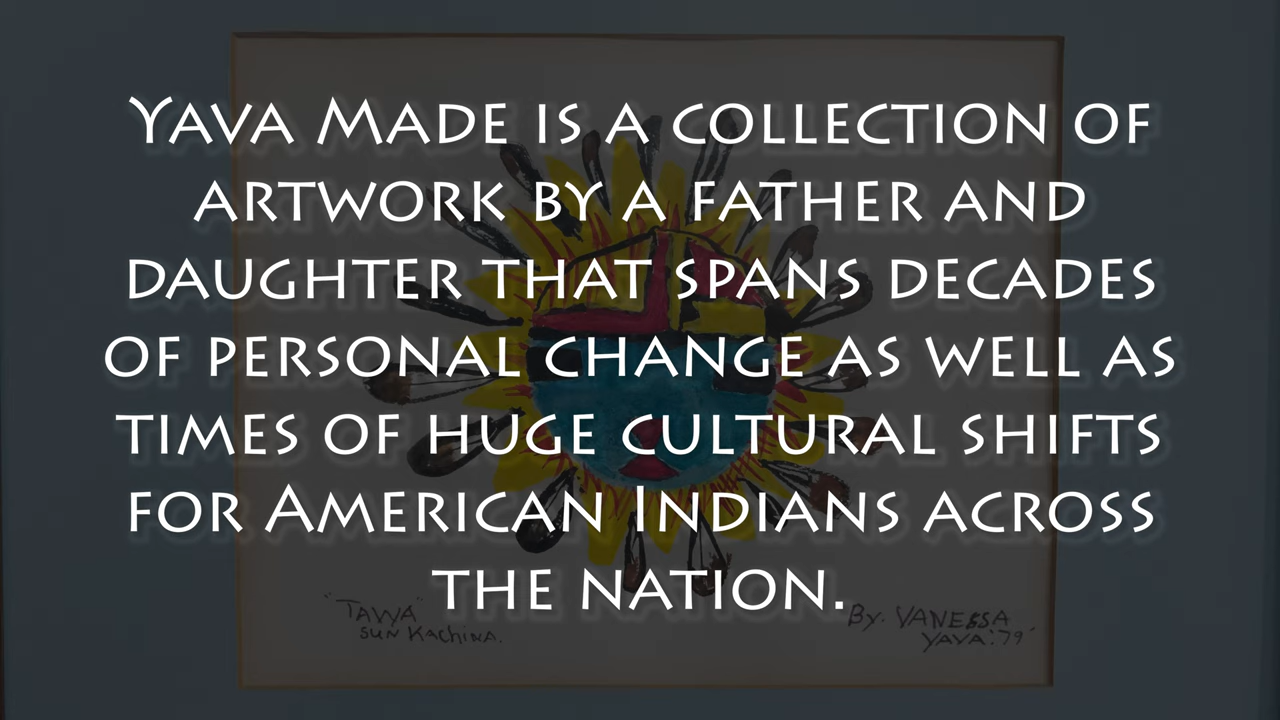 Yava Made is a collection of
artwork by a father and
daughter that spans decades
of personal change as well as
times of huge cultural shifts
for American Indians across
the nation.
"TAWA"
SUN KACHINA.
By. VANESSA
YAVA '79